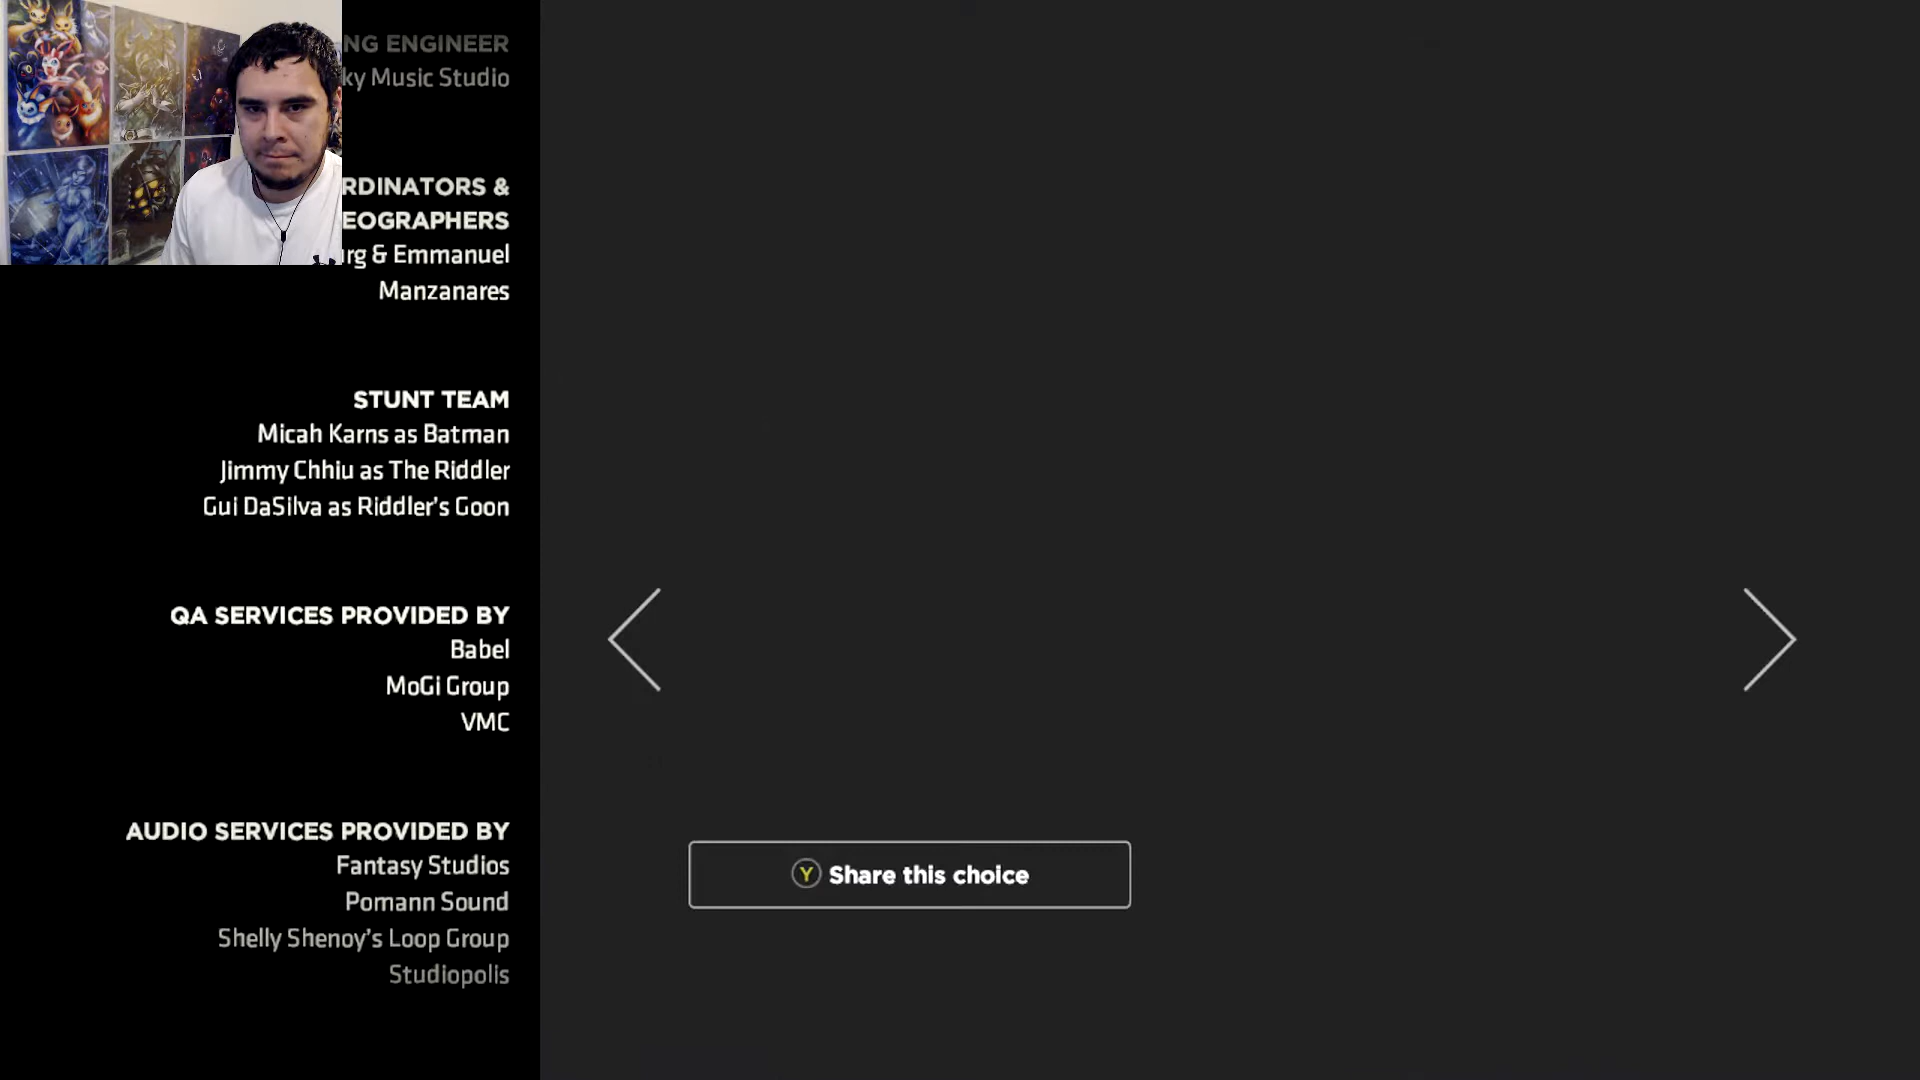 NG ENGINEER
ky Music Studio
RDINATORS &
EOGRAPHERS
rg & Emmanuel
Manzanares
STUNT TEAM
Micah Karns as Batman
Jimmy Chhiu as The Riddler
Gui DaSilva as Riddler's Goon
QA SERVICES PROVIDED BY
Babel
MoGi Group
VMC
AUDIO SERVICES PROVIDED BY
Fantasy Studios
Pomann Sound
Shelly Shenoy's Loop Group
Studiopolis
Y Share this choice